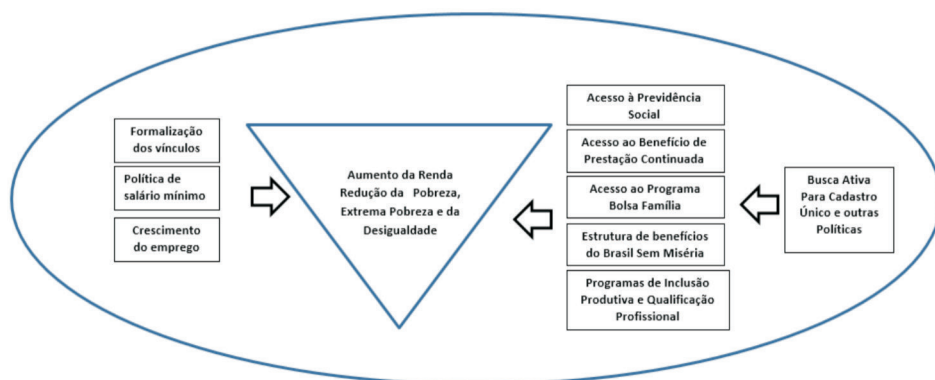 Formalização
dos vínculos
Política de
salário mínimo
Crescimento
do emprego
Aumento da Renda
Redução da Pobreza,
Extrema Pobreza e da
Desigualdade
Acesso à Previdência
Social
Acesso ao Benefício de
Prestação Continuada
Acesso ao Programa
Bolsa Família
Estrutura de benefícios
do Brasil Sem Miséria
Programas de Inclusão
Produtiva e Qualificação
Profissional
Busca Ativa
Para Cadastro
Único e outras
Políticas